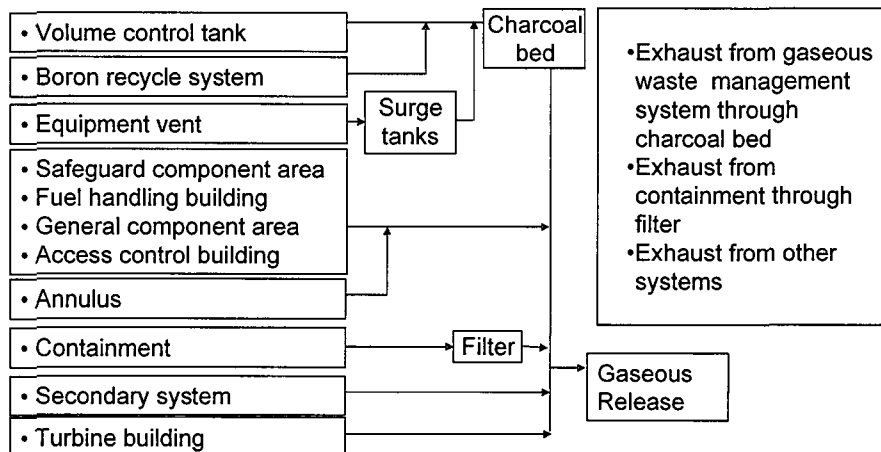 • Volume control tank
• Boron recycle system
• Equipment vent
Surge
tanks
Charcoal
bed
• Safeguard component area
• Fuel handling building
• General component area
• Access control building
• Annulus
• Containment
Filter
• Secondary system
• Turbine building
Gaseous
Release
•Exhaust from gaseous
waste management
system through
charcoal bed
•Exhaust from
containment through
filter
•Exhaust from other
systems